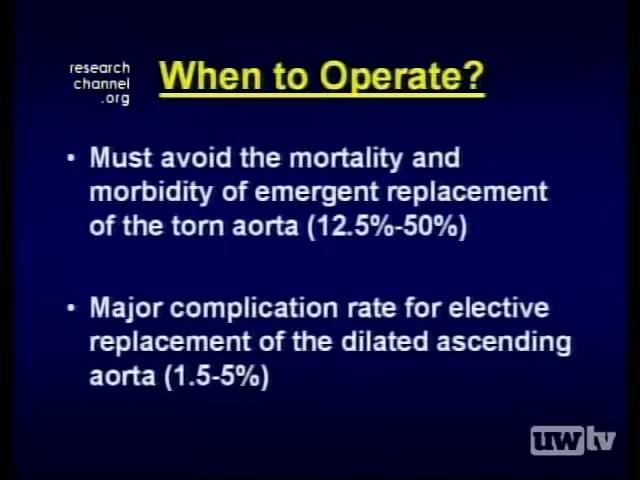 research
channel
.org
When to Operate?
• Must avoid the mortality and
morbidity of emergent replacement
of the torn aorta (12.5%-50%)
• Major complication rate for elective
replacement of the dilated ascending
aorta (1.5-5%)
uwtv